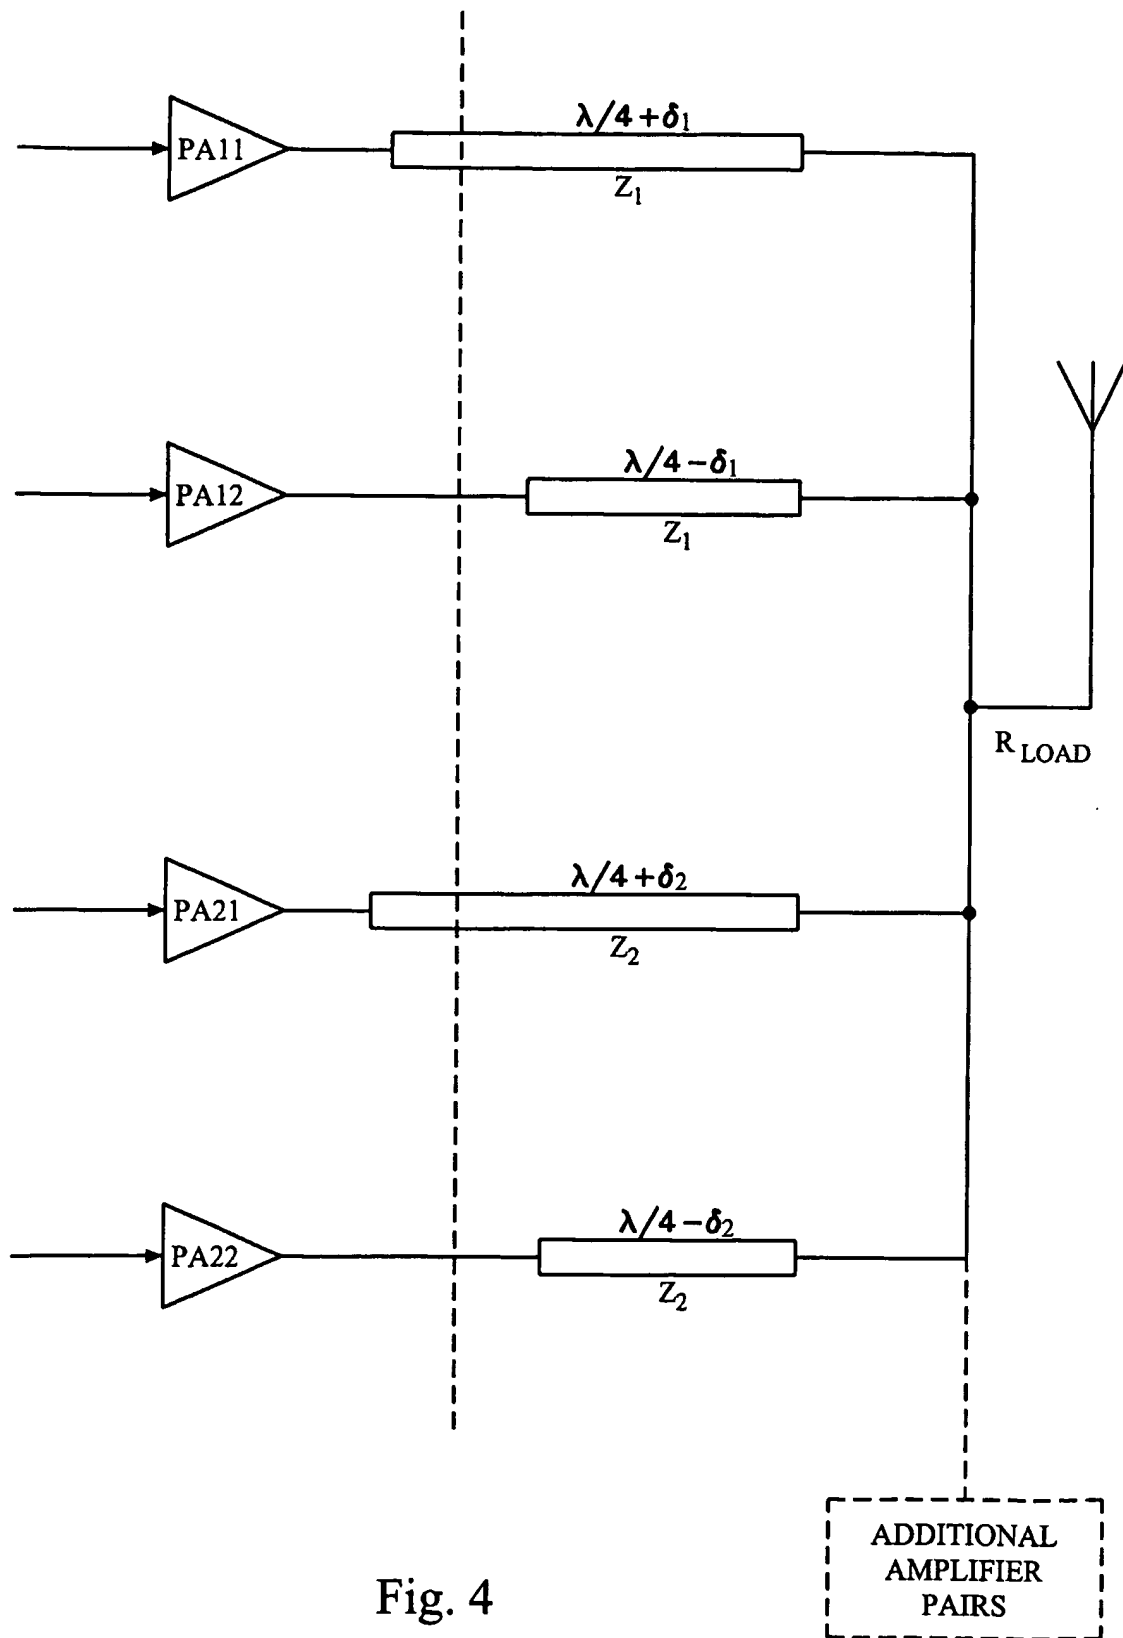 λ/4+δ₁
PA11
Z₁
λ/4−δ₁
PA12
Z₁
R LOAD
λ/4+δ₂
PA21
Z₂
λ/4−δ₂
PA22
Z₂
ADDITIONAL
AMPLIFIER
PAIRS
Fig. 4